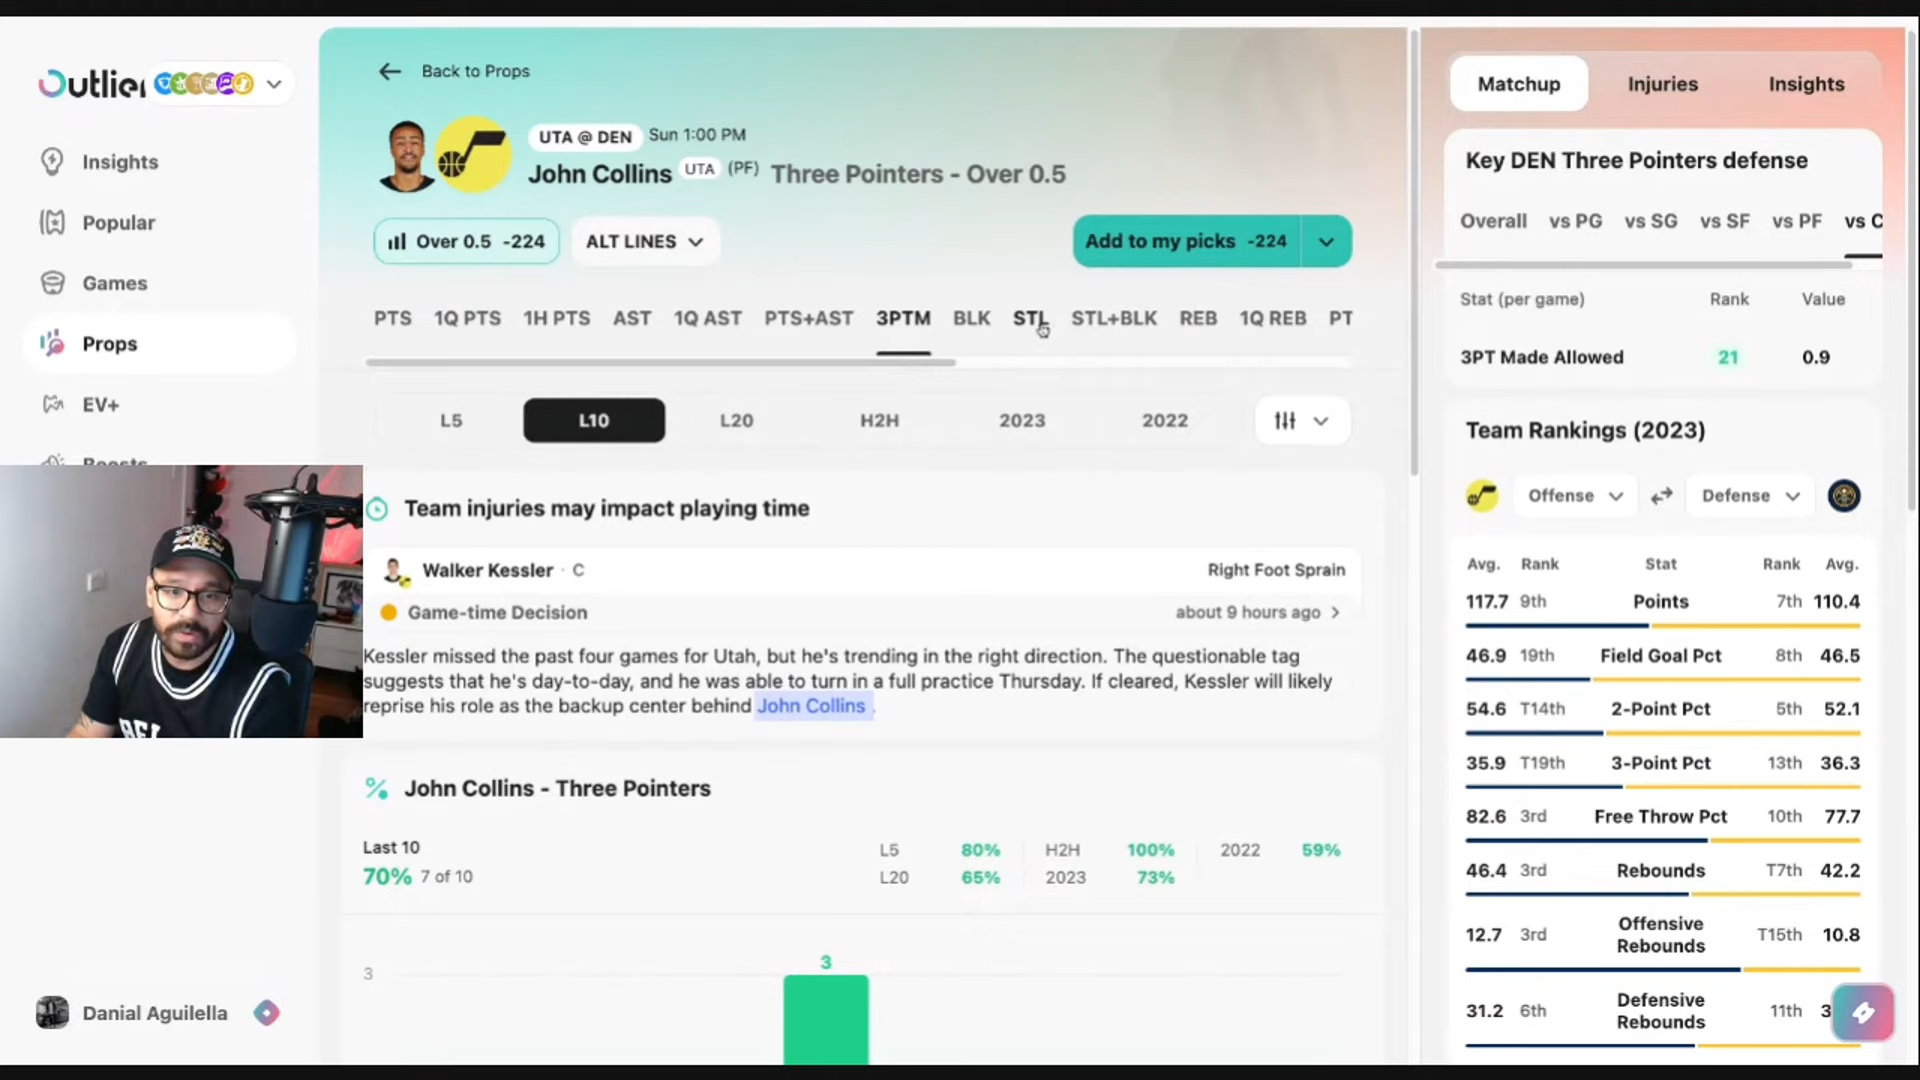 Outlier
Insights
Popular
Games
Props
EV+
Boosts
Danial Aguilella
Back to Props
UTA @ DEN Sun 1:00 PM
John Collins UTA (PF) Three Pointers - Over 0.5
Over 0.5 -224
ALT LINES
Add to my picks -224
PTS 1Q PTS 1H PTS AST 1Q AST PTS+AST 3PTM BLK STL STL+BLK REB 1Q REB PT
L5 L10 L20 H2H 2023 2022
Team injuries may impact playing time
Walker Kessler · C Right Foot Sprain
Game-time Decision about 9 hours ago
Kessler missed the past four games for Utah, but he's trending in the right direction. The questionable tag
suggests that he's day-to-day, and he was able to turn in a full practice Thursday. If cleared, Kessler will likely
reprise his role as the backup center behind John Collins .
John Collins - Three Pointers
Last 10
70% 7 of 10
L5 80% H2H 100% 2022 59%
L20 65% 2023 73%
3
3
Matchup Injuries Insights
Key DEN Three Pointers defense
Overall vs PG vs SG vs SF vs PF vs C
Stat (per game) Rank Value
3PT Made Allowed 21 0.9
Team Rankings (2023)
Offense Defense
Avg. Rank Stat Rank Avg.
117.7 9th Points 7th 110.4
46.9 19th Field Goal Pct 8th 46.5
54.6 T14th 2-Point Pct 5th 52.1
35.9 T19th 3-Point Pct 13th 36.3
82.6 3rd Free Throw Pct 10th 77.7
46.4 3rd Rebounds T7th 42.2
12.7 3rd Offensive Rebounds T15th 10.8
31.2 6th Defensive Rebounds 11th 3